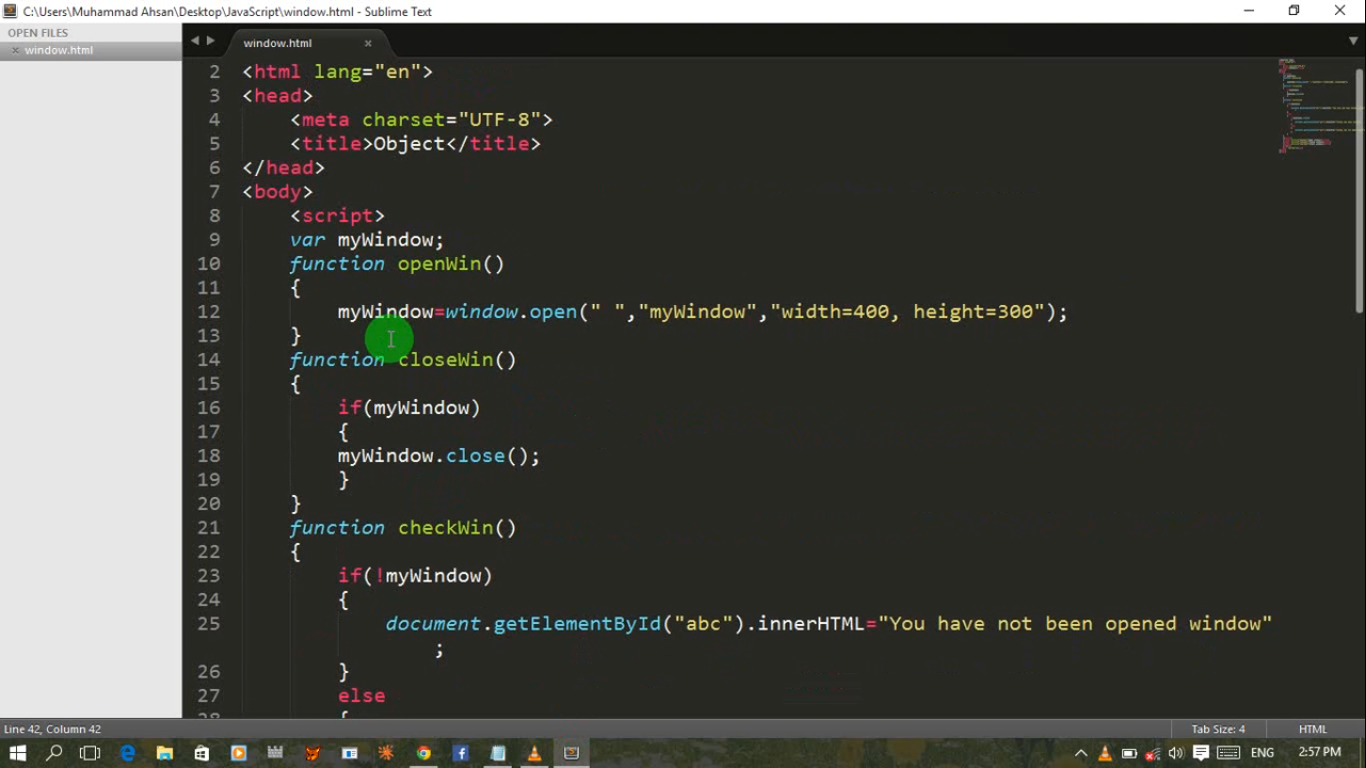 C:\Users\Muhammad Ahsan\Desktop\JavaScript\window.html - Sublime Text
OPEN FILES
window.html
window.html
2 <html lang="en">
3 <head>
4 <meta charset="UTF-8">
5 <title>Object</title>
6 </head>
7 <body>
8 <script>
9 var myWindow;
10 function openWin()
11 {
12 myWindow=window.open(" ","myWindow","width=400, height=300");
13 }
14 function closeWin()
15 {
16 if(myWindow)
17 {
18 myWindow.close();
19 }
20 }
21 function checkWin()
22 {
23 if(!myWindow)
24 {
25 document.getElementById("abc").innerHTML="You have not been opened window"
;
26 }
27 else
28 {
Line 42, Column 42
Tab Size: 4
HTML
ENG
2:57 PM